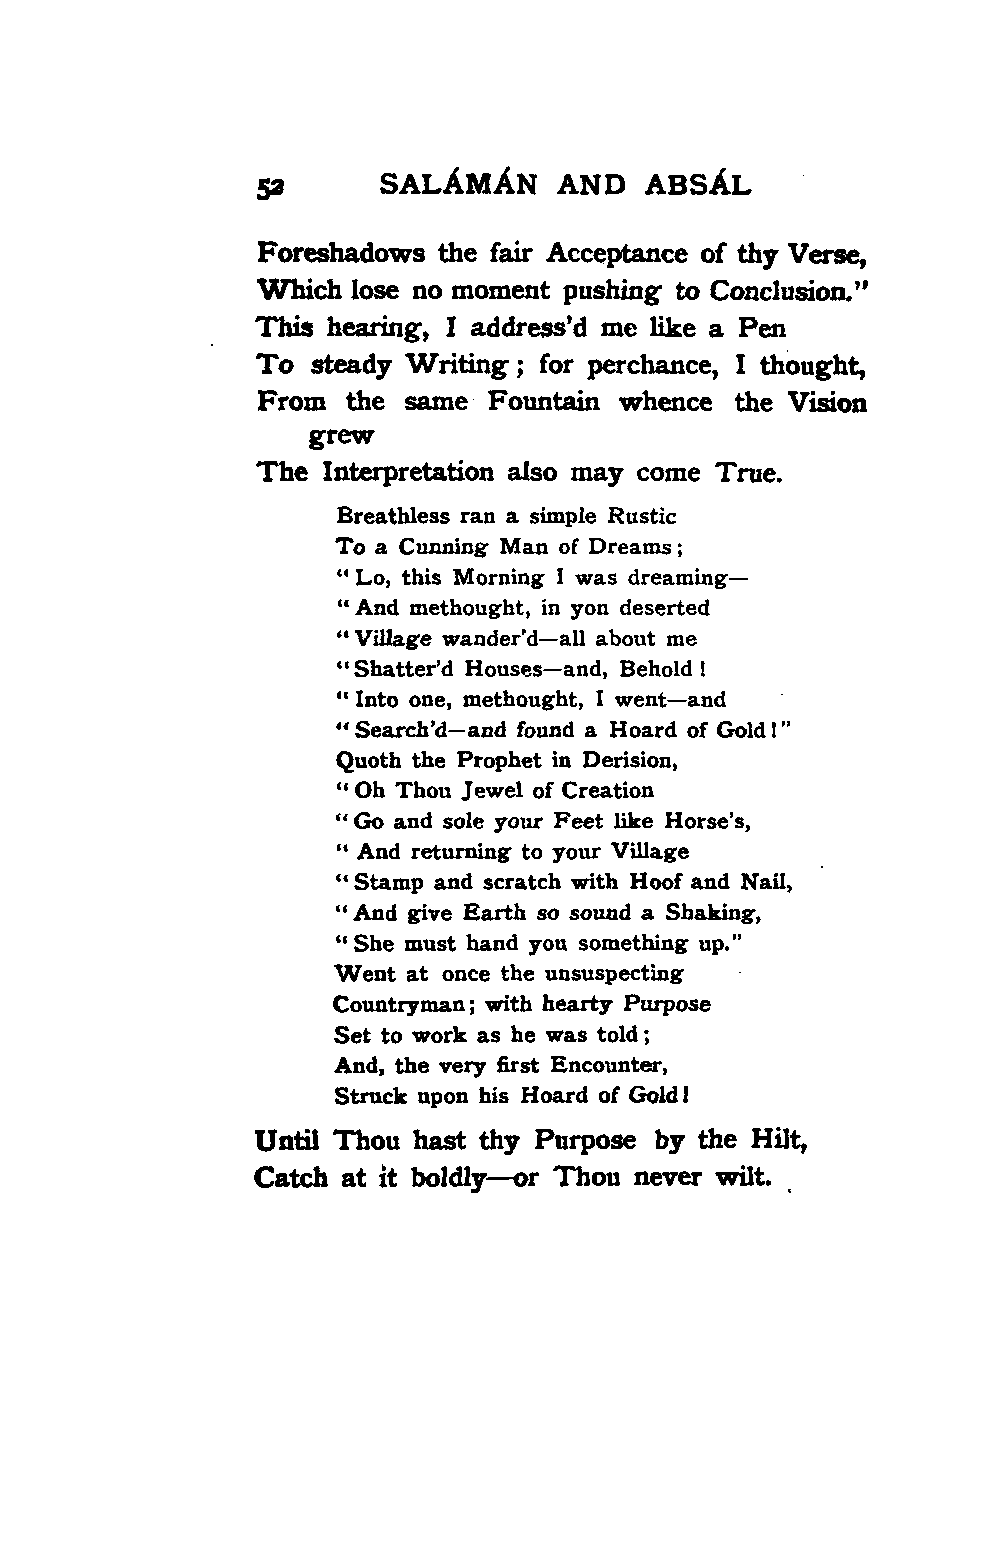 52 SALÁMÁN AND ABSÁL
Foreshadows the fair Acceptance of thy Verse,
Which lose no moment pushing to Conclusion."
This hearing, I address'd me like a Pen
To steady Writing; for perchance, I thought,
From the same Fountain whence the Vision
grew
The Interpretation also may come True.
Breathless ran a simple Rustic
To a Cunning Man of Dreams;
"Lo, this Morning I was dreaming—
"And methought, in yon deserted
"Village wander'd—all about me
"Shatter'd Houses—and, Behold!
"Into one, methought, I went—and
"Search'd—and found a Hoard of Gold!"
Quoth the Prophet in Derision,
"Oh Thou Jewel of Creation
"Go and sole your Feet like Horse's,
"And returning to your Village
"Stamp and scratch with Hoof and Nail,
"And give Earth so sound a Shaking,
"She must hand you something up."
Went at once the unsuspecting
Countryman; with hearty Purpose
Set to work as he was told;
And, the very first Encounter,
Struck upon his Hoard of Gold!
Until Thou hast thy Purpose by the Hilt,
Catch at it boldly—or Thou never wilt.